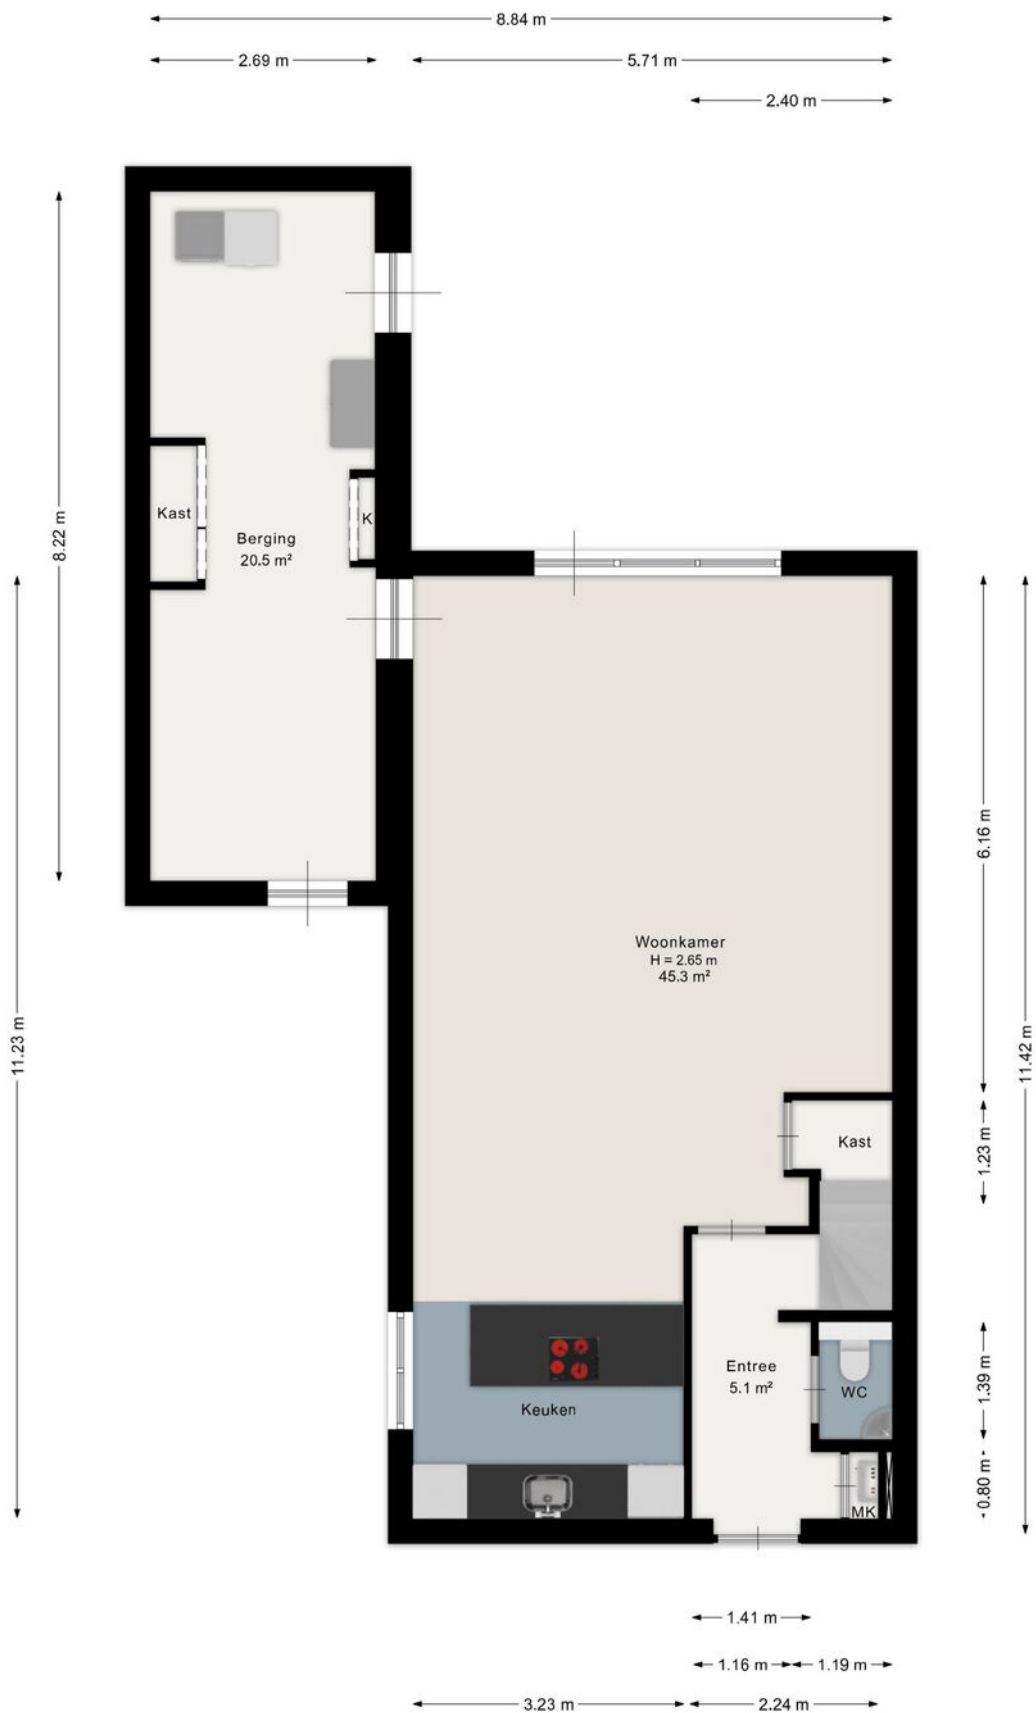 8.84 m
2.69 m
5.71 m
2.40 m
8.22 m
Kast
K
Berging
20.5 m²
11.23 m
6.16 m
11.42 m
Woonkamer
H = 2.65 m
45.3 m²
Kast
1.23 m
Entree
5.1 m²
WC
1.39 m
Keuken
0.80 m
MK
1.41 m
1.16 m
1.19 m
3.23 m
2.24 m